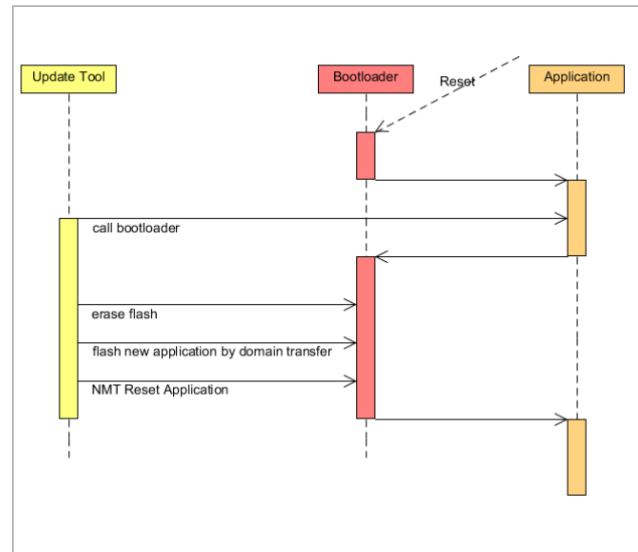 Update Tool
Bootloader
Application
Reset
call bootloader
erase flash
flash new application by domain transfer
NMT Reset Application